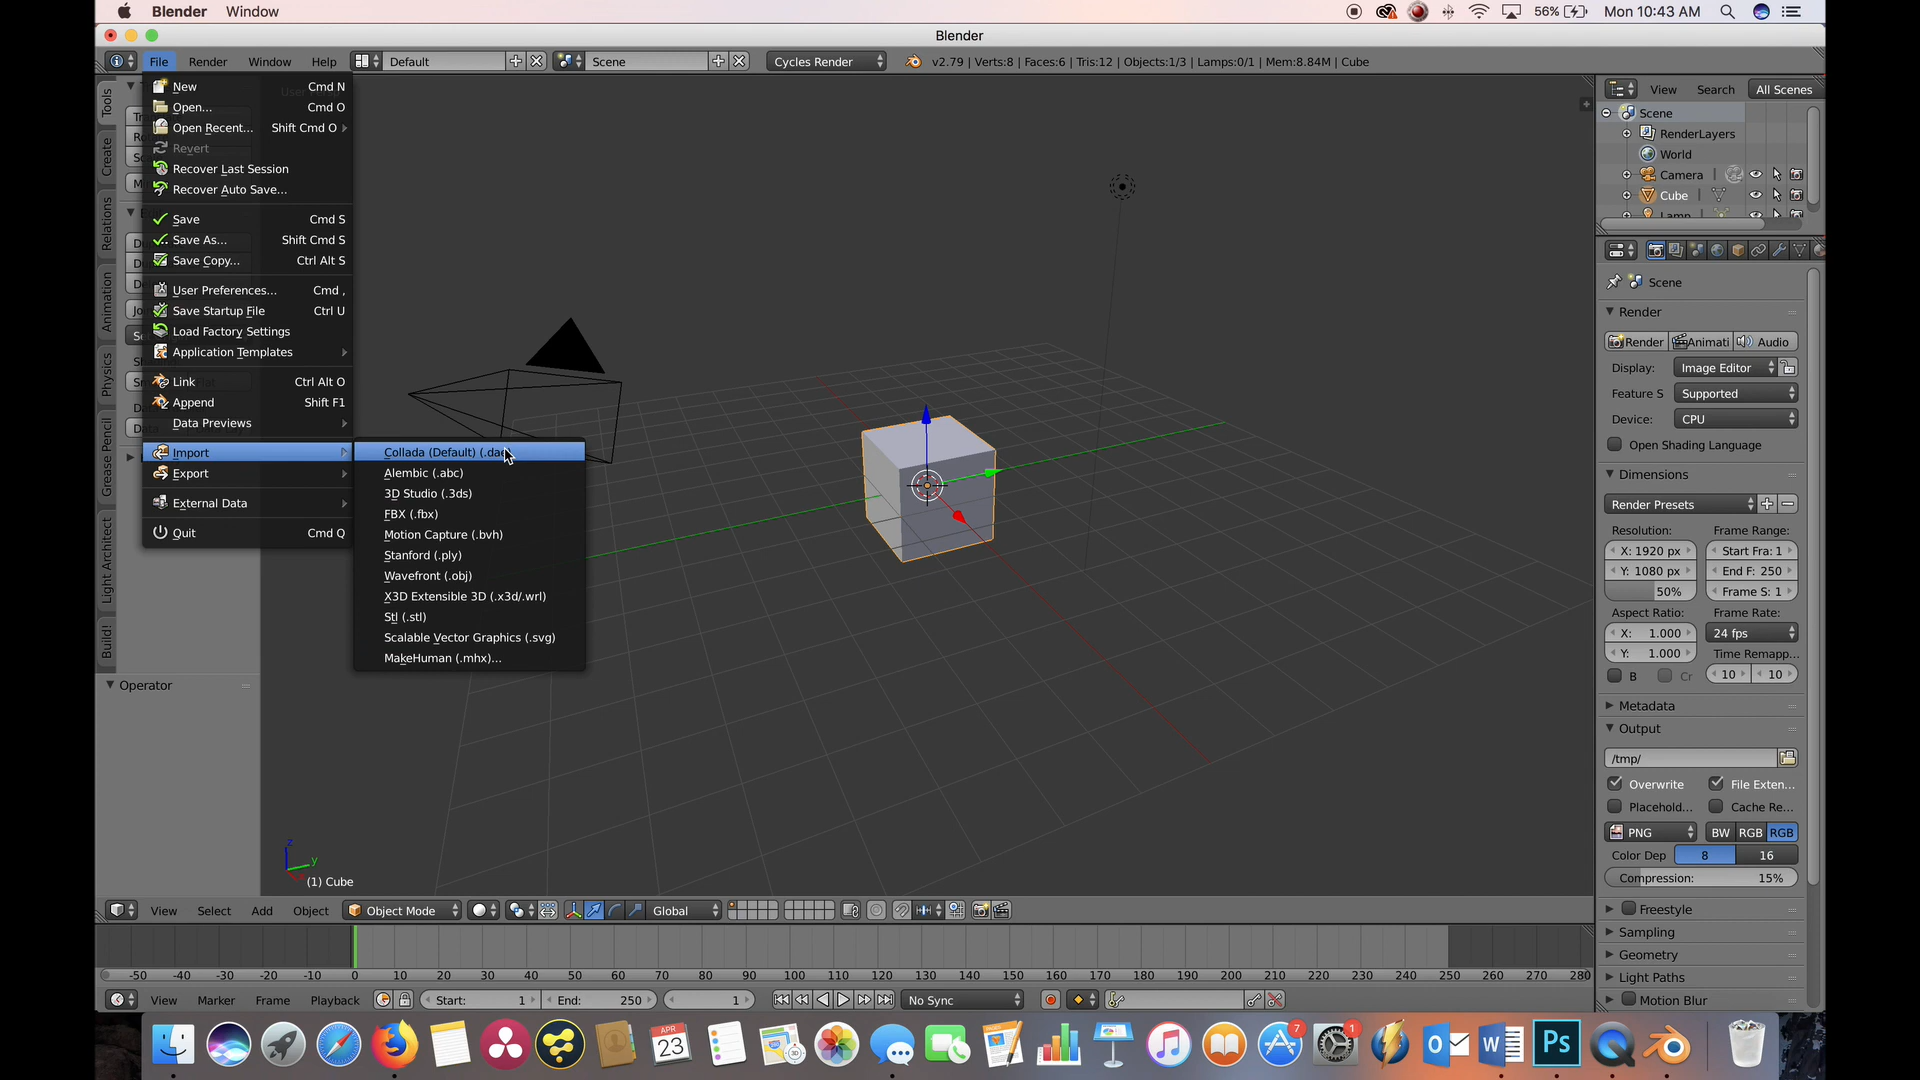 Blender Window
56% Mon 10:43 AM
Blender
File Render Window Help Default Scene Cycles Render v2.79 | Verts:8 | Faces:6 | Tris:12 | Objects:1/3 | Lamps:0/1 | Mem:8.84M | Cube
New Cmd N
Open... Cmd O
Open Recent... Shift Cmd O
Revert
Recover Last Session
Recover Auto Save...
Save Cmd S
Save As... Shift Cmd S
Save Copy... Ctrl Alt S
User Preferences... Cmd ,
Save Startup File Ctrl U
Load Factory Settings
Application Templates
Link Ctrl Alt O
Append Shift F1
Data Previews
Import
Export
External Data
Quit Cmd Q
Collada (Default) (.dae
Alembic (.abc)
3D Studio (.3ds)
FBX (.fbx)
Motion Capture (.bvh)
Stanford (.ply)
Wavefront (.obj)
X3D Extensible 3D (.x3d/.wrl)
Stl (.stl)
Scalable Vector Graphics (.svg)
MakeHuman (.mhx)...
Tools
Create
Relations
Animation
Physics
Grease Pencil
Light Architect
Build!
Operator
z
y
(1) Cube
View Select Add Object Object Mode Global
View Search All Scenes
Scene
RenderLayers
World
Camera
Cube
Lamp
Scene
Render
Render Animati Audio
Display: Image Editor
Feature S Supported
Device: CPU
Open Shading Language
Dimensions
Render Presets
Resolution: Frame Range:
X: 1920 px Start Fra: 1
Y: 1080 px End F: 250
50% Frame S: 1
Aspect Ratio: Frame Rate:
X: 1.000 24 fps
Y: 1.000 Time Remapp...
B Cr 10 10
Metadata
Output
/tmp/
Overwrite File Exten...
Placehold... Cache Re...
PNG BW RGB RGB
Color Dep 8 16
Compression: 15%
Freestyle
Sampling
Geometry
Light Paths
Motion Blur
-50 -40 -30 -20 -10 0 10 20 30 40 50 60 70 80 90 100 110 120 130 140 150 160 170 180 190 200 210 220 230 240 250 260 270 280
View Marker Frame Playback Start: 1 End: 250 1 No Sync
APR
23
3D
7
1
O
W
Ps